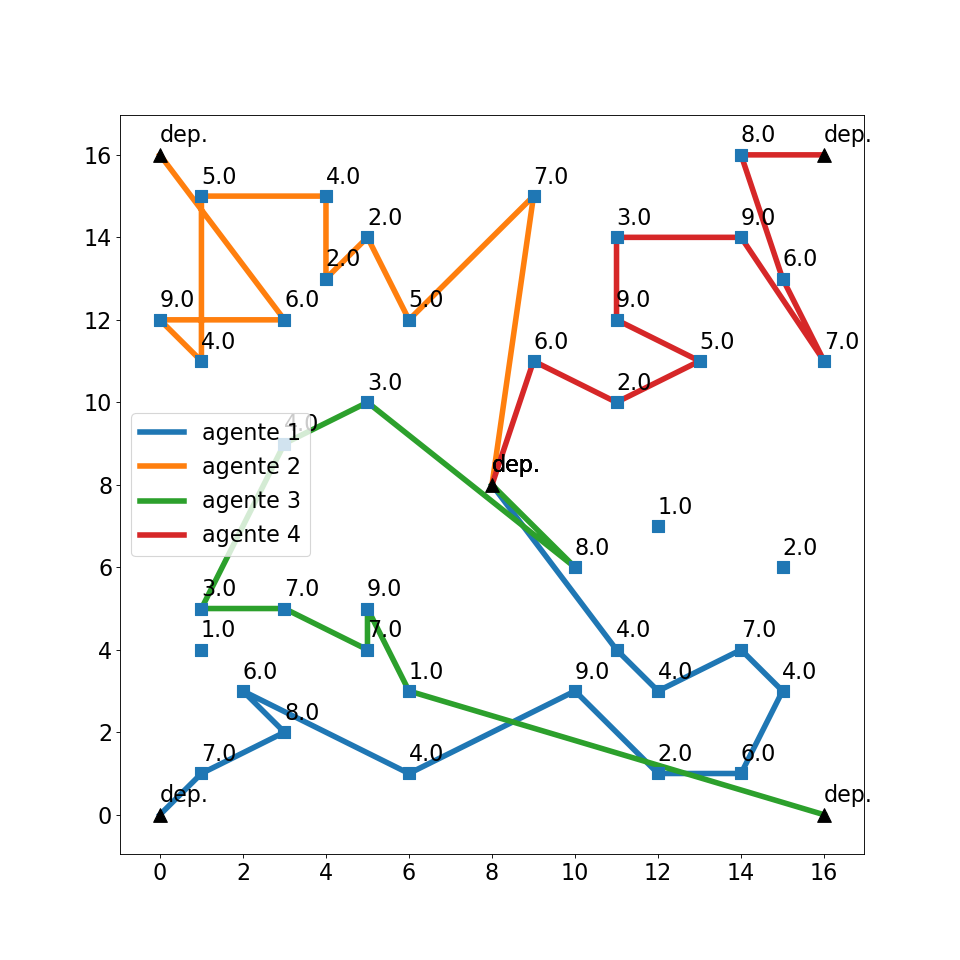 8.0 dep.
16
5.0 4.0 7.0
2.0 3.0 9.0
14
2.0 6.0
9.0 6.0 5.0 9.0
12
4.0 6.0 5.0 7.0
3.0 2.0
10
4.0
agente 1
agente 2
agente 3
agente 4
dep.
8
1.0
8.0 2.0
6
3.0 7.0 9.0
1.0 7.0 4.0 7.0
4
6.0 1.0 9.0 4.0 4.0
8.0
2
7.0 4.0 2.0 6.0
dep. dep.
0
0 2 4 6 8 10 12 14 16
dep.